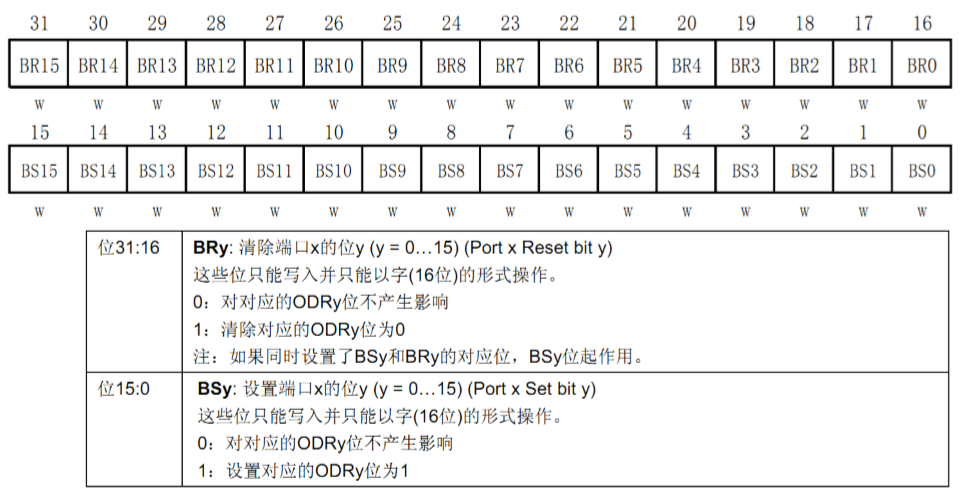 31 30 29 28 27 26 25 24 23 22 21 20 19 18 17 16
BR15 BR14 BR13 BR12 BR11 BR10 BR9 BR8 BR7 BR6 BR5 BR4 BR3 BR2 BR1 BR0
w w w w w w w w w w w w w w w w
15 14 13 12 11 10 9 8 7 6 5 4 3 2 1 0
BS15 BS14 BS13 BS12 BS11 BS10 BS9 BS8 BS7 BS6 BS5 BS4 BS3 BS2 BS1 BS0
w w w w w w w w w w w w w w w w
位31:16 BRy: 清除端口x的位y (y = 0…15) (Port x Reset bit y)
这些位只能写入并只能以字(16位)的形式操作。
0：对对应的ODRy位不产生影响
1：清除对应的ODRy位为0
注：如果同时设置了BSy和BRy的对应位，BSy位起作用。
位15:0 BSy: 设置端口x的位y (y = 0…15) (Port x Set bit y)
这些位只能写入并只能以字(16位)的形式操作。
0：对对应的ODRy位不产生影响
1：设置对应的ODRy位为1